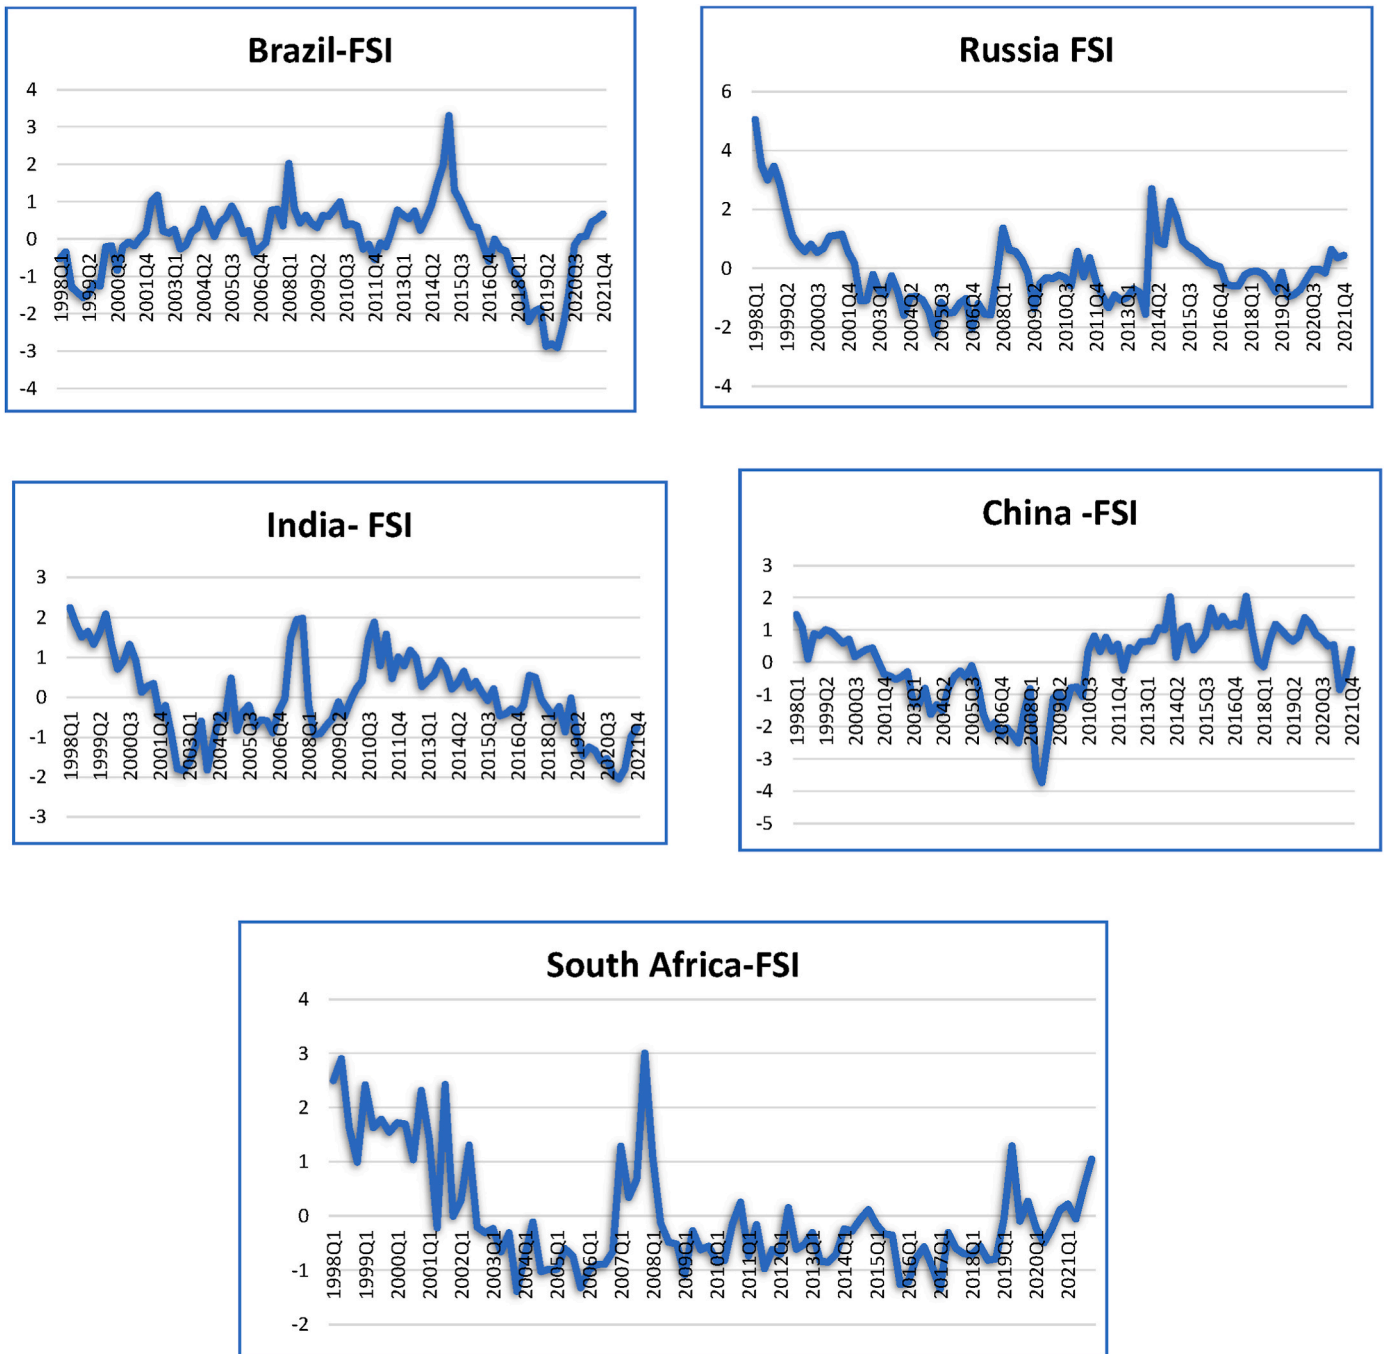 Brazil-FSI
4
3
2
1
0
-1
-2
-3
-4
1998Q1
1999Q2
2000Q3
2001Q4
2003Q1
2004Q2
2005Q3
2006Q4
2008Q1
2009Q2
2010Q3
2011Q4
2013Q1
2014Q2
2015Q3
2016Q4
2018Q1
2019Q2
2020Q3
2021Q4
Russia FSI
6
4
2
0
-2
-4
1998Q1
1999Q2
2000Q3
2001Q4
2003Q1
2004Q2
2005Q3
2006Q4
2008Q1
2009Q2
2010Q3
2011Q4
2013Q1
2014Q2
2015Q3
2016Q4
2018Q1
2019Q2
2020Q3
2021Q4
India- FSI
3
2
1
0
-1
-2
-3
1998Q1
1999Q2
2000Q3
2001Q4
2003Q1
2004Q2
2005Q3
2006Q4
2008Q1
2009Q2
2010Q3
2011Q4
2013Q1
2014Q2
2015Q3
2016Q4
2018Q1
2019Q2
2020Q3
2021Q4
China -FSI
3
2
1
0
-1
-2
-3
-4
-5
1998Q1
1999Q2
2000Q3
2001Q4
2003Q1
2004Q2
2005Q3
2006Q4
2008Q1
2009Q2
2010Q3
2011Q4
2013Q1
2014Q2
2015Q3
2016Q4
2018Q1
2019Q2
2020Q3
2021Q4
South Africa-FSI
4
3
2
1
0
-1
-2
1998Q1
1999Q1
2000Q1
2001Q1
2002Q1
2003Q1
2004Q1
2005Q1
2006Q1
2007Q1
2008Q1
2009Q1
2010Q1
2011Q1
2012Q1
2013Q1
2014Q1
2015Q1
2016Q1
2017Q1
2018Q1
2019Q1
2020Q1
2021Q1